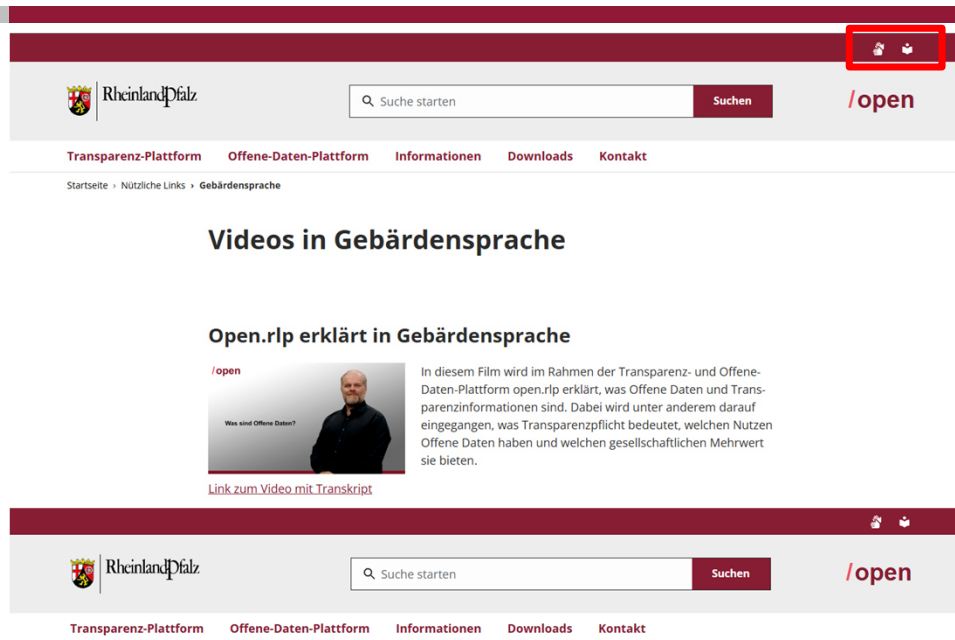 RheinlandPfalz
Suche starten
Suchen
/open
Transparenz-Plattform Offene-Daten-Plattform Informationen Downloads Kontakt
Startseite › Nützliche Links › Gebärdensprache
Videos in Gebärdensprache
Open.rlp erklärt in Gebärdensprache
/open
Was sind Offene Daten?
In diesem Film wird im Rahmen der Transparenz- und Offene-
Daten-Plattform open.rlp erklärt, was Offene Daten und Trans-
parenzinformationen sind. Dabei wird unter anderem darauf
eingegangen, was Transparenzpflicht bedeutet, welchen Nutzen
Offene Daten haben und welchen gesellschaftlichen Mehrwert
sie bieten.
Link zum Video mit Transkript
RheinlandPfalz
Suche starten
Suchen
/open
Transparenz-Plattform Offene-Daten-Plattform Informationen Downloads Kontakt